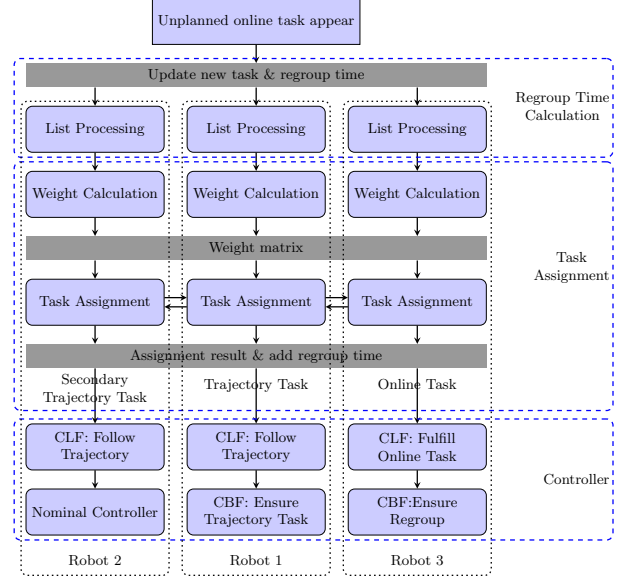 Unplanned online task appear
Update new task & regroup time
Regroup Time
Calculation
List Processing
List Processing
List Processing
Weight Calculation
Weight Calculation
Weight Calculation
Weight matrix
Task
Assignment
Task Assignment
Task Assignment
Task Assignment
Assignment result & add regroup time
Secondary
Trajectory Task
Trajectory Task
Online Task
CLF: Follow
Trajectory
CLF: Follow
Trajectory
CLF: Fulfill
Online Task
Controller
Nominal Controller
CBF: Ensure
Trajectory Task
CBF:Ensure
Regroup
Robot 2
Robot 1
Robot 3